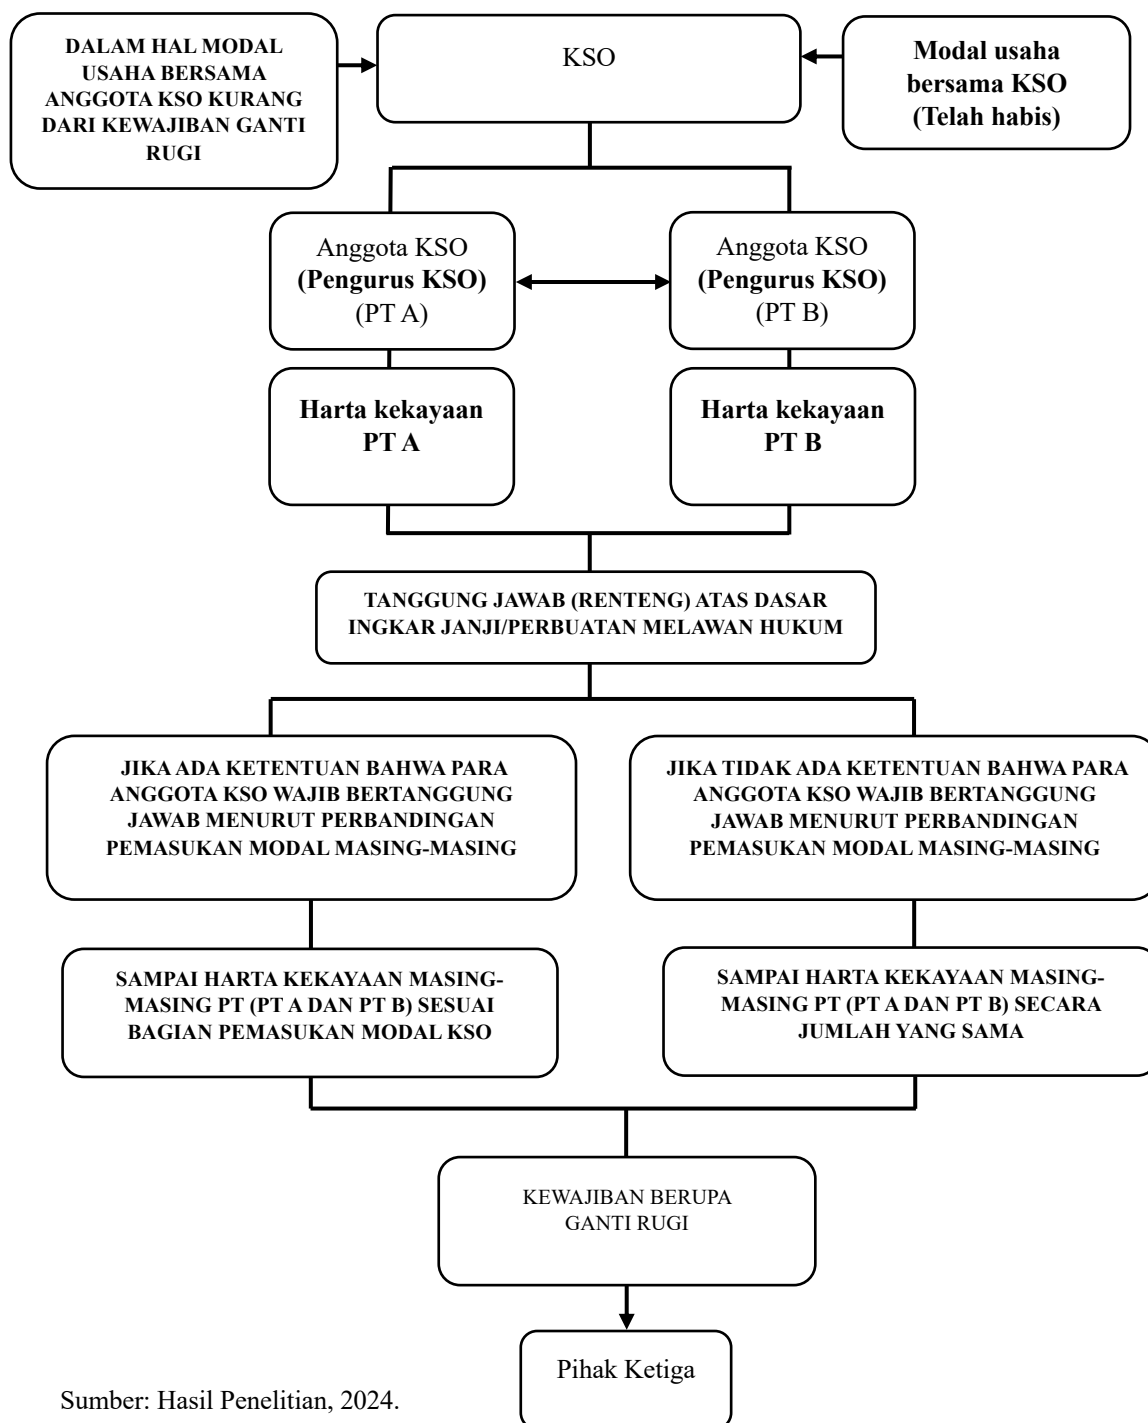 DALAM HAL MODAL
USAHA BERSAMA
ANGGOTA KSO KURANG
DARI KEWAJIBAN GANTI
RUGI
KSO
Modal usaha
bersama KSO
(Telah habis)
Anggota KSO
(Pengurus KSO)
(PT A)
Anggota KSO
(Pengurus KSO)
(PT B)
Harta kekayaan
PT A
Harta kekayaan
PT B
TANGGUNG JAWAB (RENTENG) ATAS DASAR
INGKAR JANJI/PERBUATAN MELAWAN HUKUM
JIKA ADA KETENTUAN BAHWA PARA
ANGGOTA KSO WAJIB BERTANGGUNG
JAWAB MENURUT PERBANDINGAN
PEMASUKAN MODAL MASING-MASING
JIKA TIDAK ADA KETENTUAN BAHWA PARA
ANGGOTA KSO WAJIB BERTANGGUNG
JAWAB MENURUT PERBANDINGAN
PEMASUKAN MODAL MASING-MASING
SAMPAI HARTA KEKAYAAN MASING-
MASING PT (PT A DAN PT B) SESUAI
BAGIAN PEMASUKAN MODAL KSO
SAMPAI HARTA KEKAYAAN MASING-
MASING PT (PT A DAN PT B) SECARA
JUMLAH YANG SAMA
KEWAJIBAN BERUPA
GANTI RUGI
Pihak Ketiga
Sumber: Hasil Penelitian, 2024.